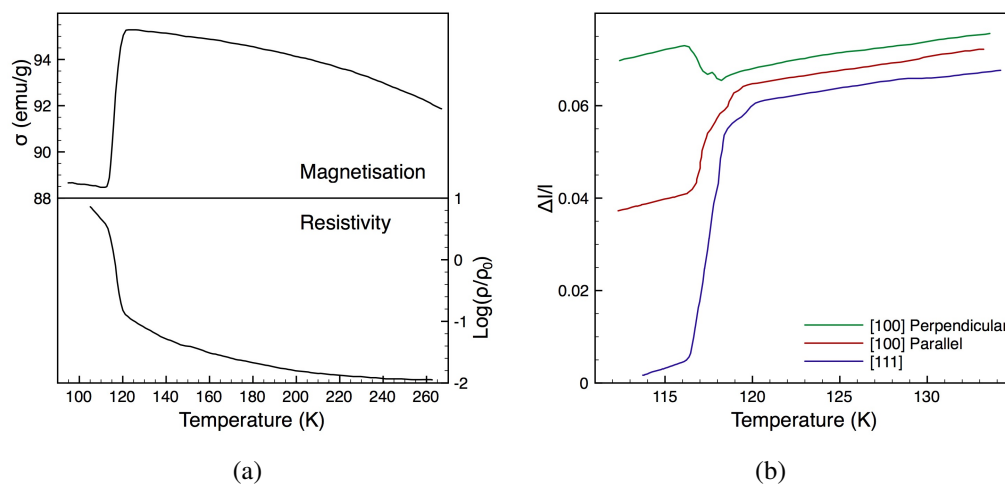 σ (emu/g)
94
92
90
88
Magnetisation
Resistivity
1
0
-1
-2
Log(ρ/ρ₀)
100 120 140 160 180 200 220 240 260
Temperature (K)
(a)
Δl/l
0.06
0.04
0.02
0
[100] Perpendicular
[100] Parallel
[111]
115 120 125 130
Temperature (K)
(b)